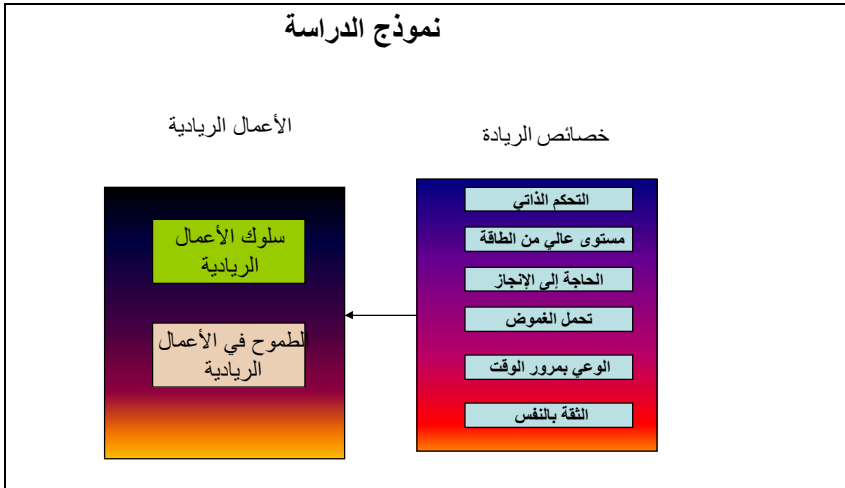 نموذج الدراسة
خصائص الريادة
التحكم الذاتي
مستوى عالي من الطاقة
الحاجة إلى الإنجاز
تحمل الغموض
الوعي بمرور الوقت
الثقة بالنفس
الأعمال الريادية
سلوك الأعمال
الريادية
الطموح في الأعمال
الريادية